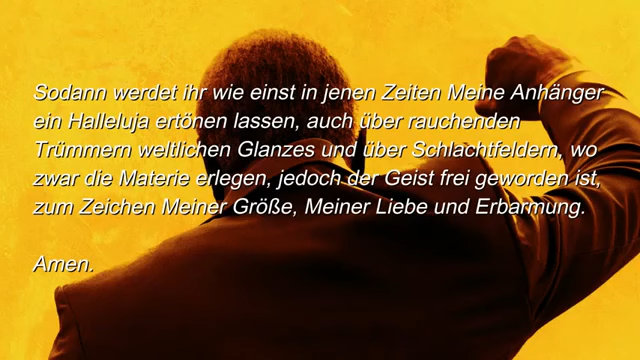 Sodann werdet ihr wie einst in jenen Zeiten Meine Anhänger
ein Halleluja ertönen lassen, auch über rauchenden
Trümmern weltlichen Glanzes und über Schlachtfeldern, wo
zwar die Materie erlegen, jedoch der Geist frei geworden ist,
zum Zeichen Meiner Größe, Meiner Liebe und Erbarmung.
Amen.